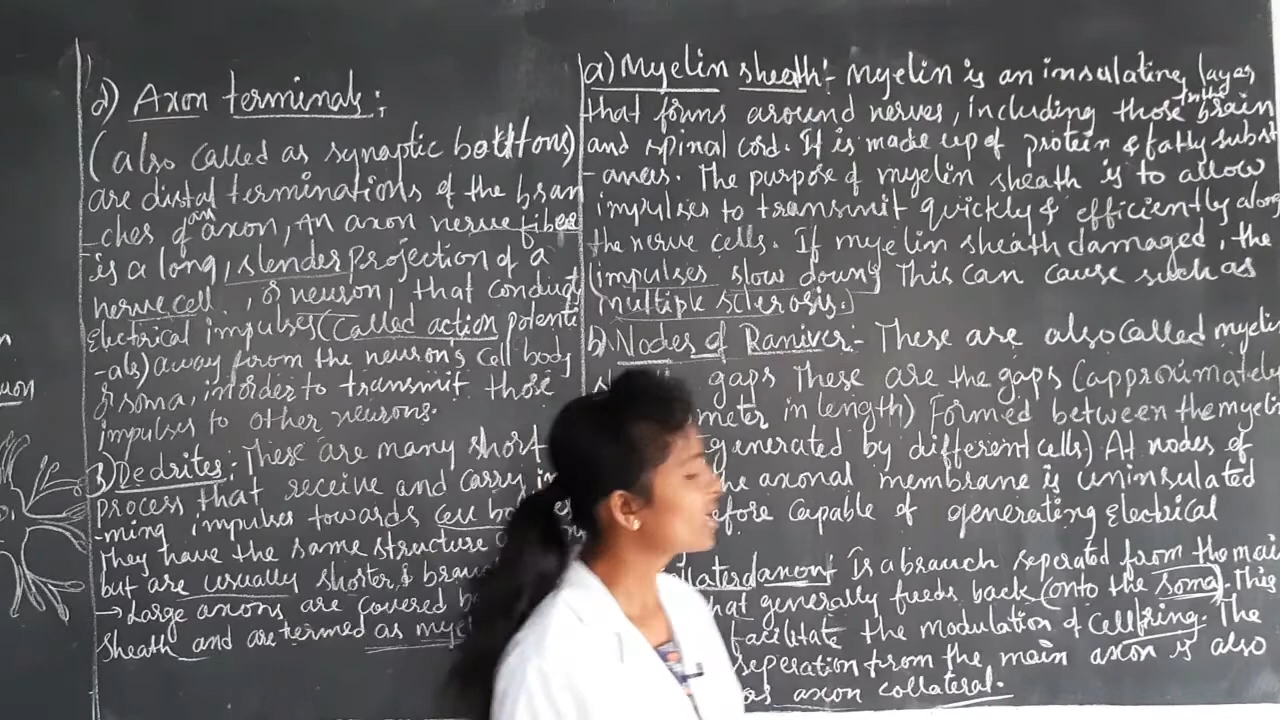 d) Axon terminals:
(also called as synaptic bottons)
are distal terminations of the bran
-ches of an axon, An axon nerve fiber
is a long, slender projection of a
nerve cell, or neuron, that conduct
Electrical impulses (called action potenti
-als) away from the neuron's cell body
or soma, inorder to transmit those
impulses to other neurons.
3) Dedrites: These are many short
process that receive and carry in
-ming impulses towards cell bo
They have the same structure
but are usually shorter & bran
→ Large axons are covered b
sheath and are termed as mye
a) Myelin sheath:- Myelin is an insulating layer
that forms around nerves, including those in the brain
and spinal cord. It is made up of protein & fatty subst
-ances. The purpose of myelin sheath is to allow
impulses to transmit quickly & efficiently along
the nerve cells. If myelin sheath damaged, the
impulses slow down, This can cause such as
multiple sclerosis.
b) Nodes of Raniver:- These are also called myelin
gaps These are the gaps (approximately
meter in length) Formed between the myeli
generated by different cells.) At nodes of
axonal membrane is uninsulated
efore capable of generating Electrical
Is a branch seperated from the mai
hat generally feeds back (onto the soma). This
facilitate the modulation of cell firing. The
seperation from the main axon is also
as axon collateral.